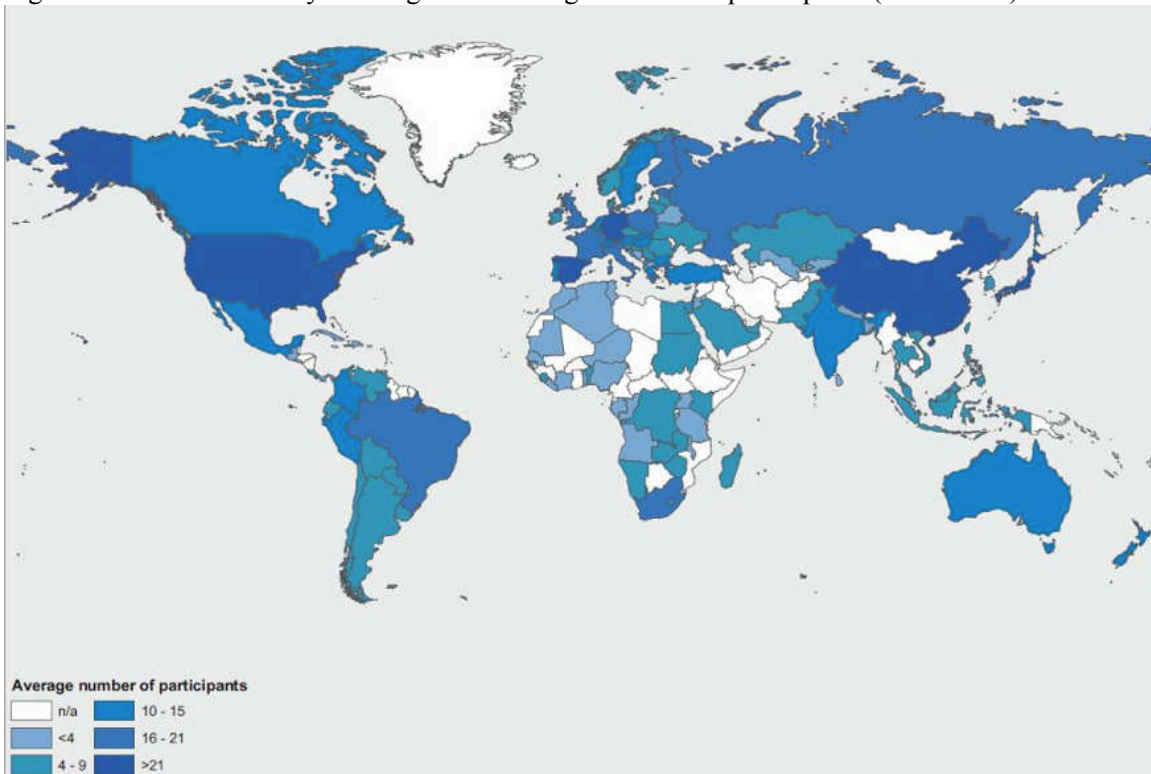 Average number of participants
n/a 10 - 15
<4 16 - 21
4 - 9 >21